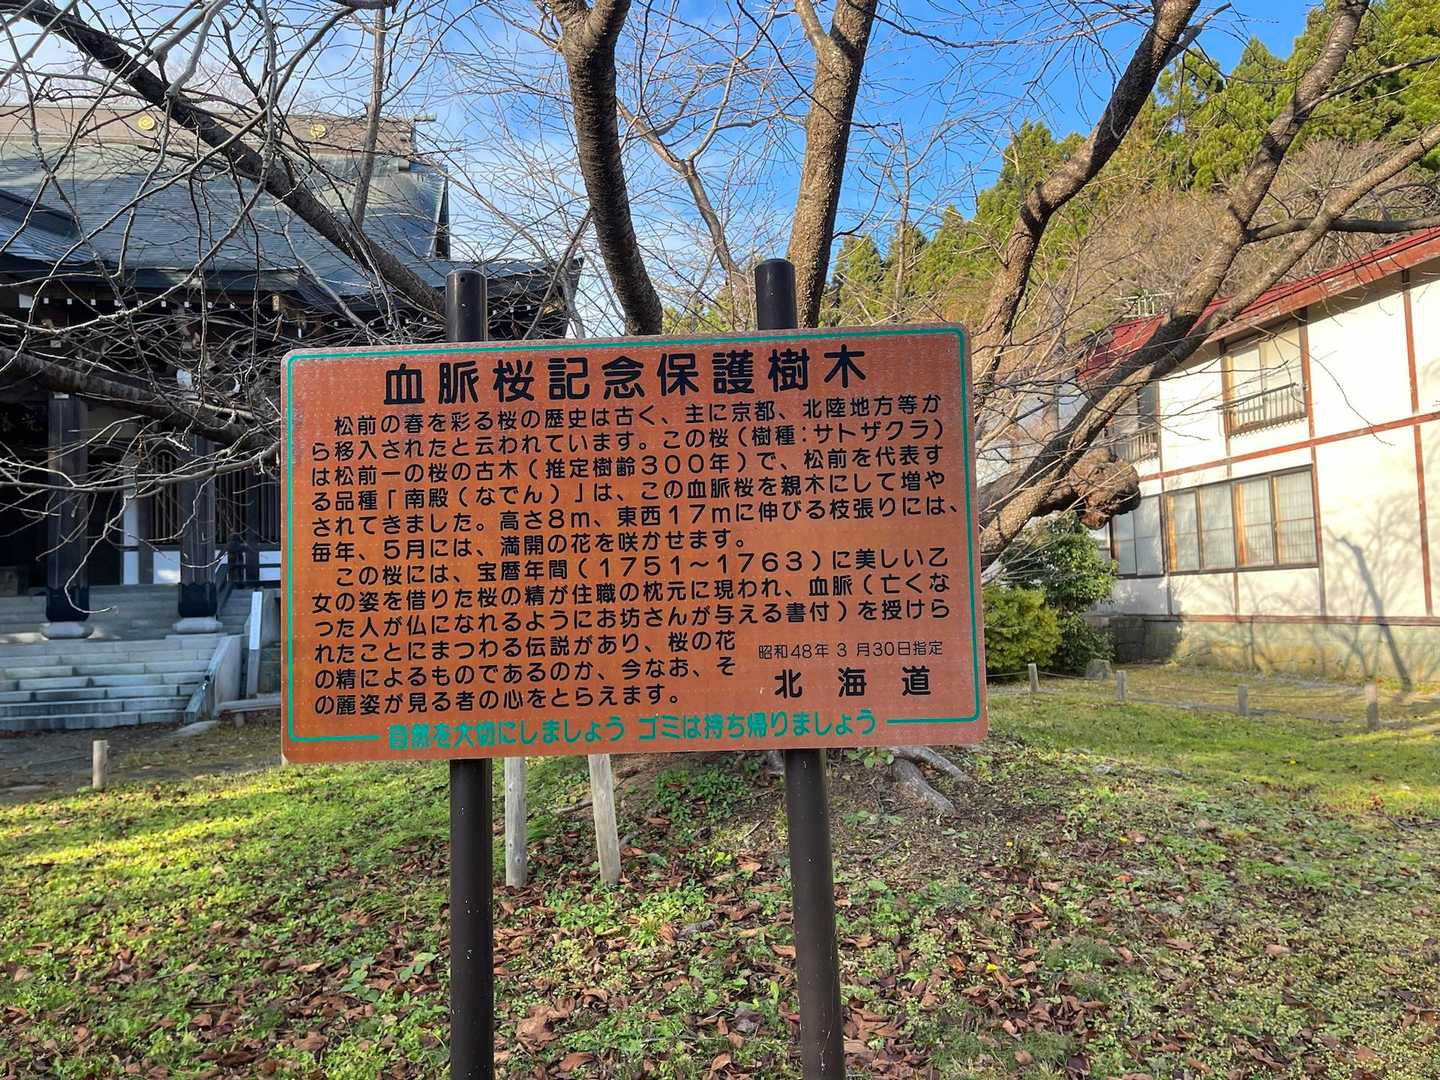 血脈桜記念保護樹木
松前の春を彩る桜の歴史は古く、主に京都、北陸地方等か
ら移入されたと云われています。この桜（樹種：サトザクラ）
は松前一の桜の古木（推定樹齢３００年）で、松前を代表す
る品種「南殿（なでん）」は、この血脈桜を親木にして増や
されてきました。高さ８ｍ、東西１７ｍに伸びる枝張りには、
毎年、５月には、満開の花を咲かせます。
この桜には、宝暦年間（１７５１～１７６３）に美しい乙
女の姿を借りた桜の精が住職の枕元に現われ、血脈（亡くな
つた人が仏になれるようにお坊さんが与える書付）を授けら
れたことにまつわる伝説があり、桜の花
の精によるものであるのか、今なお、そ
の麗姿が見る者の心をとらえます。
昭和48年 3 月30日指定
北 海 道
自然を大切にしましょう ゴミは持ち帰りましょう